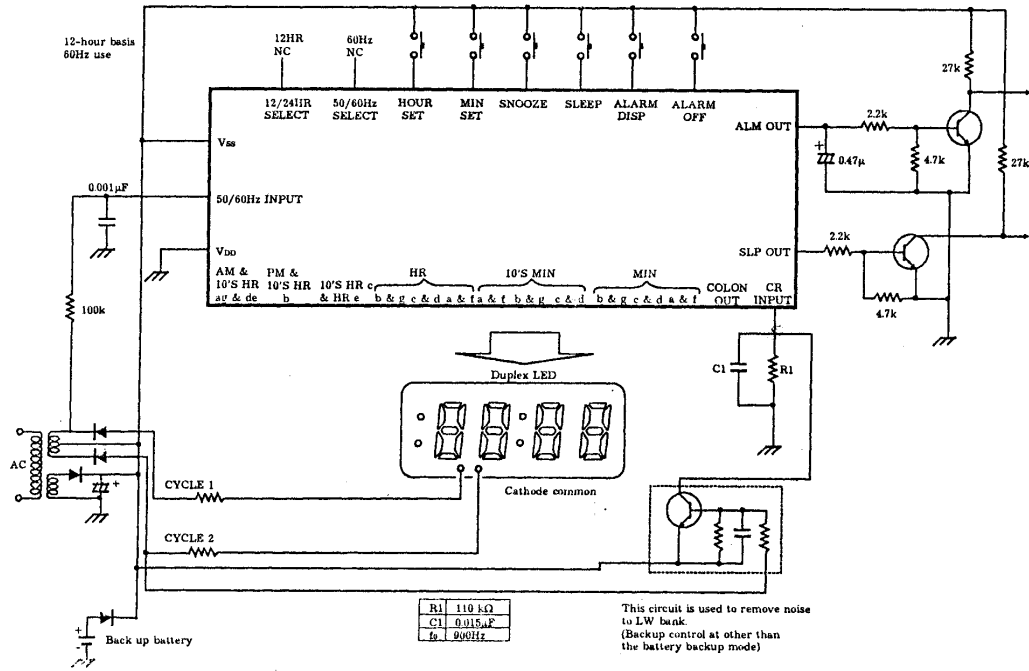 12-hour basis
60Hz use
12HR
NC
60Hz
NC
12/24HR
SELECT
50/60Hz
SELECT
HOUR
SET
MIN
SET
SNOOZE
SLEEP
ALARM
DISP
ALARM
OFF
27k
VSS
ALM OUT
2.2k
0.47μ
4.7k
27k
0.001μF
50/60Hz INPUT
VDD
SLP OUT
2.2k
4.7k
AM &
10'S HR
ag & de
PM &
10'S HR
b
10'S HR c
& HR e
HR
b & g c & d a & f
10'S MIN
a & f b & g c & d
MIN
b & g c & d a & f
COLON
OUT
CR
INPUT
100k
C1
R1
Duplex LED
AC
CYCLE 1
Cathode common
CYCLE 2
R1 110 kΩ
C1 0.015μF
fo 900Hz
This circuit is used to remove noise
to LW bank.
(Backup control at other than
the battery backup mode)
Back up battery